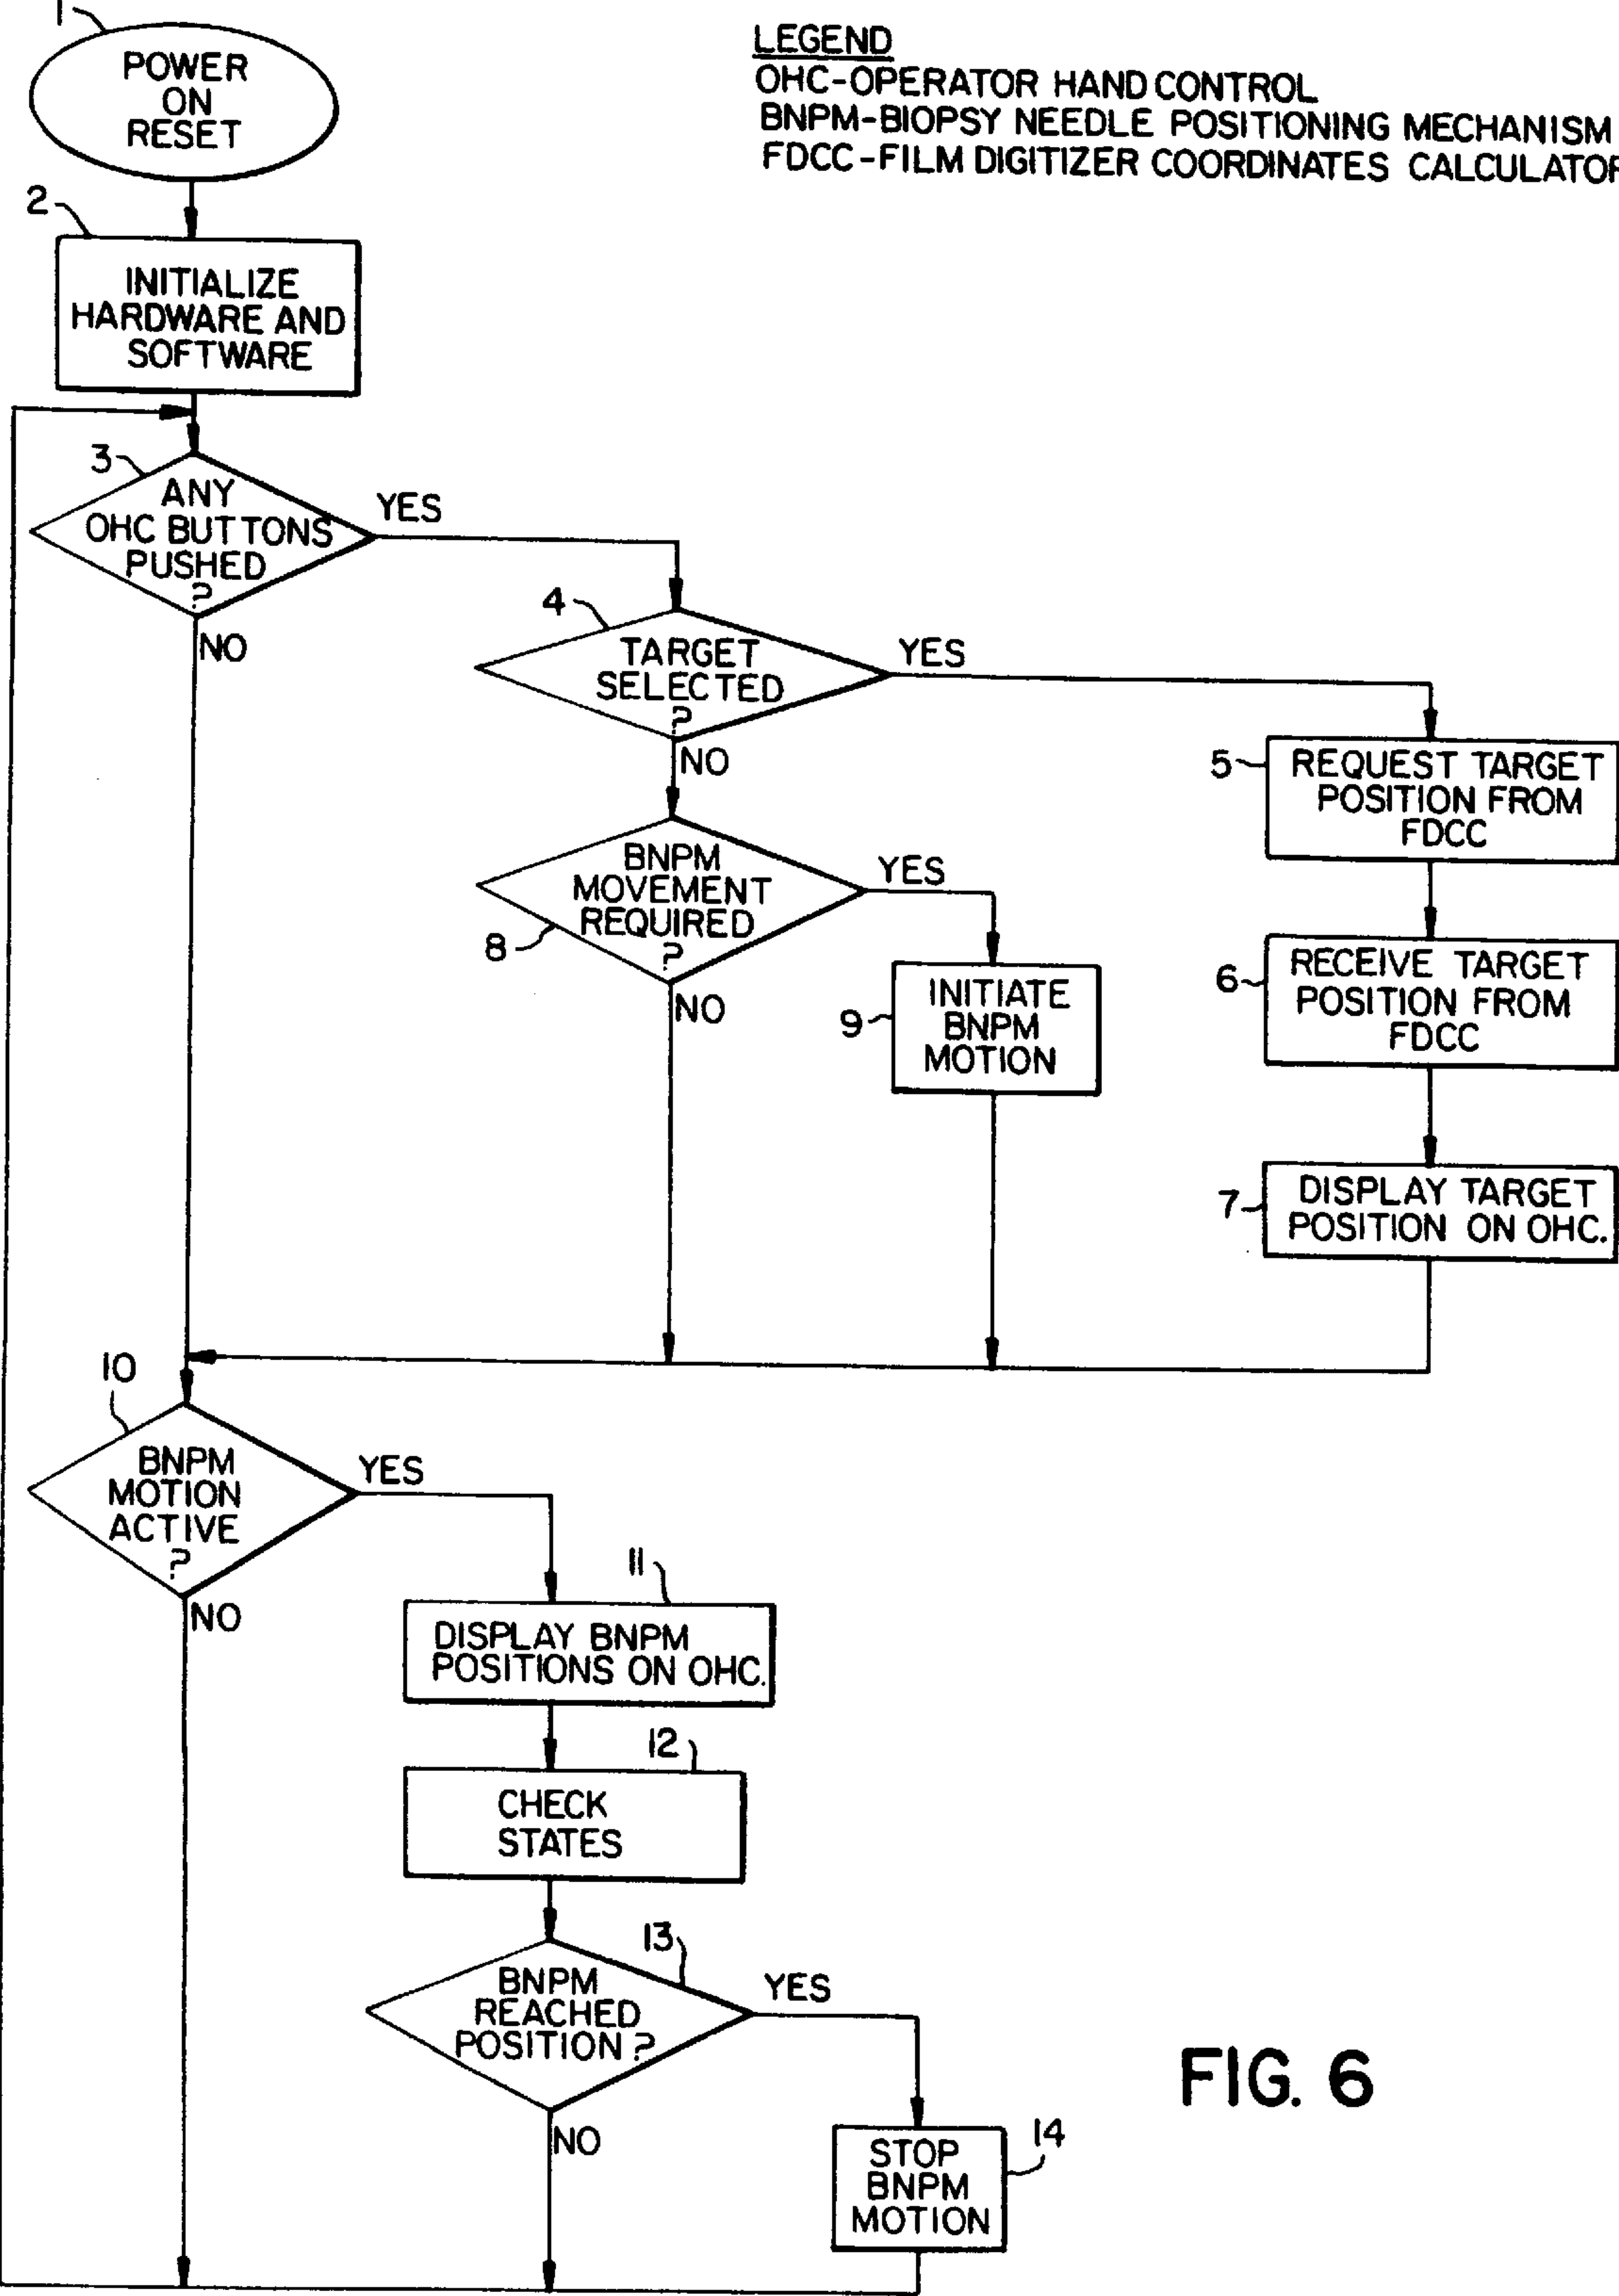 1
POWER
ON
RESET
LEGEND
OHC-OPERATOR HAND CONTROL
BNPM-BIOPSY NEEDLE POSITIONING MECHANISM
FDCC-FILM DIGITIZER COORDINATES CALCULATOR
2
INITIALIZE
HARDWARE AND
SOFTWARE
3
ANY
OHC BUTTONS
PUSHED
?
YES
NO
4
TARGET
SELECTED
?
YES
NO
5
REQUEST TARGET
POSITION FROM
FDCC
8
BNPM
MOVEMENT
REQUIRED
?
YES
NO
9
INITIATE
BNPM
MOTION
6
RECEIVE TARGET
POSITION FROM
FDCC
7
DISPLAY TARGET
POSITION ON OHC.
10
BNPM
MOTION
ACTIVE
?
YES
NO
11
DISPLAY BNPM
POSITIONS ON OHC.
12
CHECK
STATES
13
BNPM
REACHED
POSITION ?
YES
NO
14
STOP
BNPM
MOTION
FIG. 6